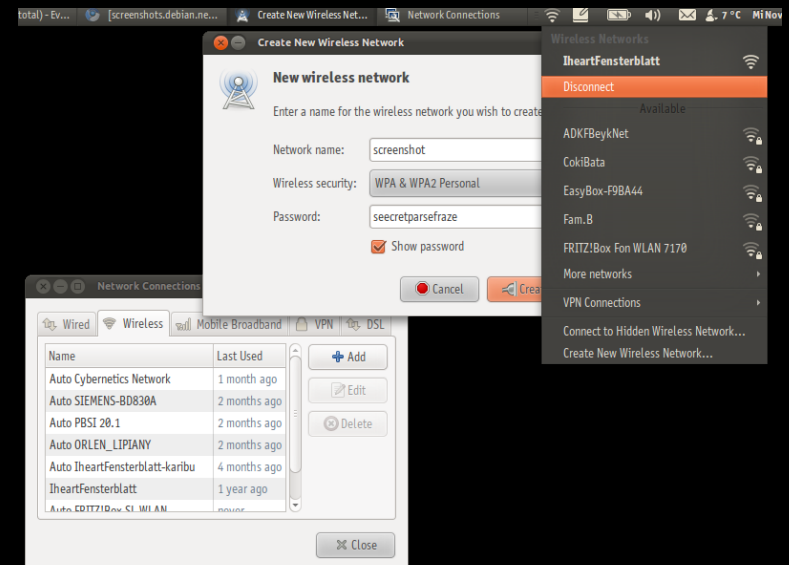 total) - Ev... [screenshots.debian.ne... Create New Wireless Net... Network Connections 7 °C Mi Nov
Create New Wireless Network
New wireless network
Enter a name for the wireless network you wish to create
Network name: screenshot
Wireless security: WPA & WPA2 Personal
Password: seecretparsefraze
Show password
Cancel Crea
Wireless Networks
IheartFensterblatt
Disconnect
Available
ADKFBeykNet
CokiBata
EasyBox-F9BA44
Fam.B
FRITZ!Box Fon WLAN 7170
More networks
VPN Connections
Connect to Hidden Wireless Network...
Create New Wireless Network...
Network Connections
Wired Wireless Mobile Broadband VPN DSL
Name Last Used
Auto Cybernetics Network 1 month ago
Auto SIEMENS-BD830A 2 months ago
Auto PBSI 20.1 2 months ago
Auto ORLEN_LIPIANY 2 months ago
Auto IheartFensterblatt-karibu 4 months ago
IheartFensterblatt 1 year ago
Auto FRITZ!Box SL WLAN never
Add
Edit
Delete
Close